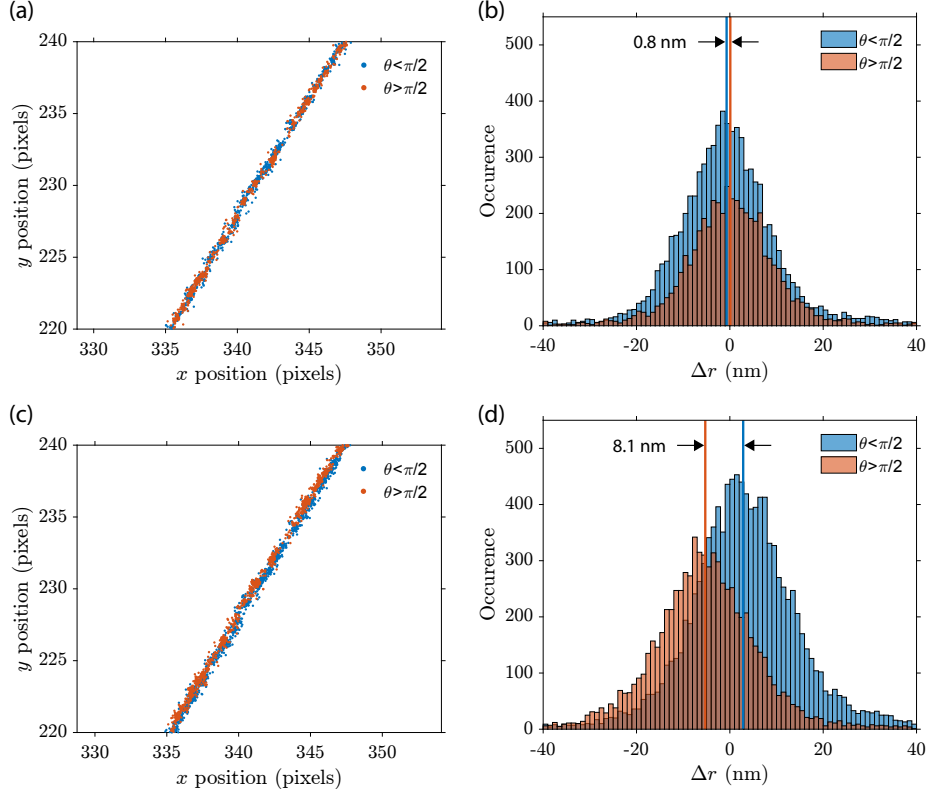 (a)
240
235
230
225
220
y position (pixels)
330
335
340
345
350
x position (pixels)
θ<π/2
θ>π/2
(b)
500
400
300
200
100
0
Occurence
-40
-20
0
20
40
Δr (nm)
0.8 nm
θ<π/2
θ>π/2
(c)
240
235
230
225
220
y position (pixels)
330
335
340
345
350
x position (pixels)
θ<π/2
θ>π/2
(d)
500
400
300
200
100
0
Occurence
-40
-20
0
20
40
Δr (nm)
8.1 nm
θ<π/2
θ>π/2